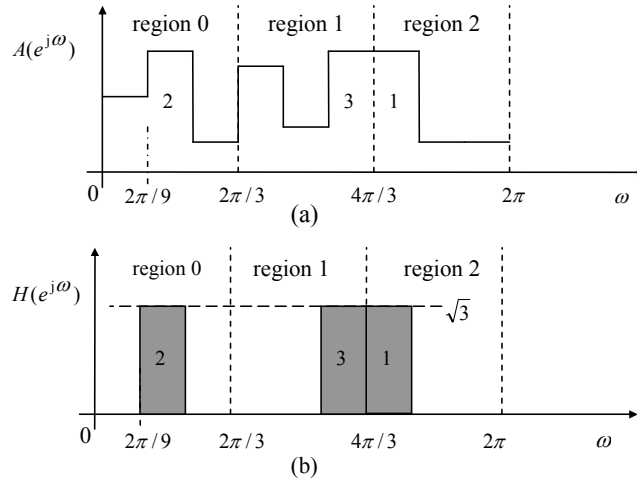 region 0 region 1 region 2
A(e^{jω})
2 3 1
0 2π/9 2π/3 4π/3 2π ω
(a)
region 0 region 1 region 2
H(e^{jω})
√3
2 3 1
0 2π/9 2π/3 4π/3 2π ω
(b)